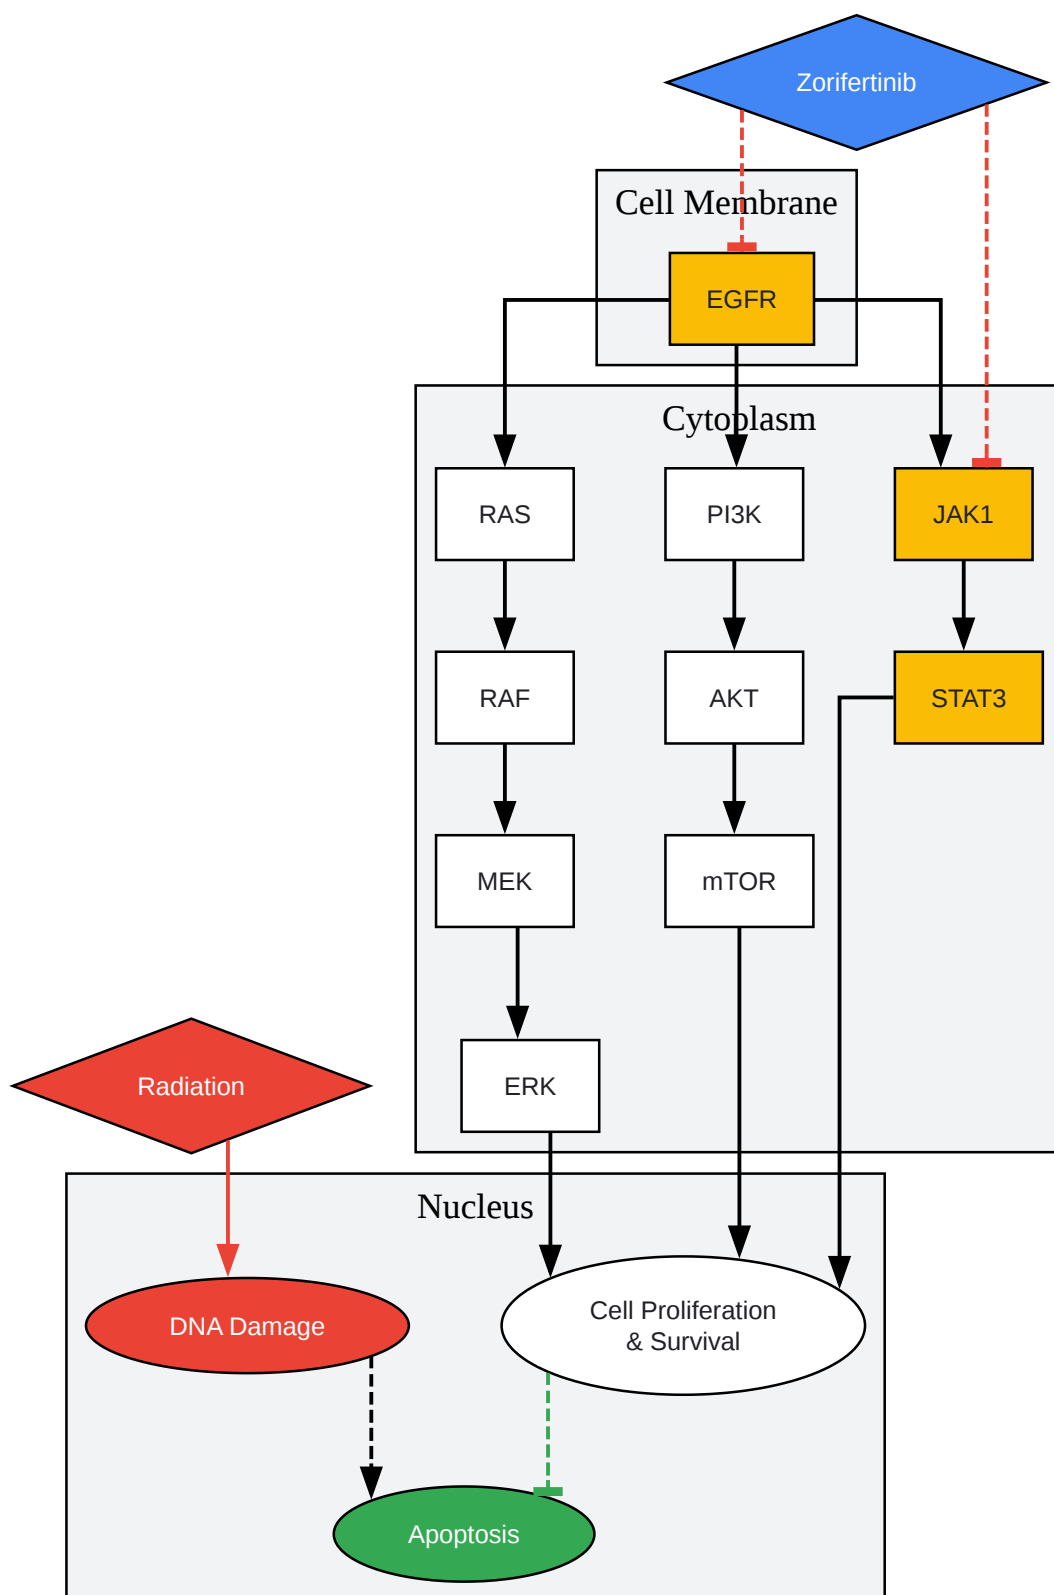 Zorifertinib
Cell Membrane
EGFR
Cytoplasm
RAS
PI3K
JAK1
RAF
AKT
STAT3
MEK
mTOR
Radiation
ERK
Nucleus
DNA Damage
Cell Proliferation
& Survival
Apoptosis